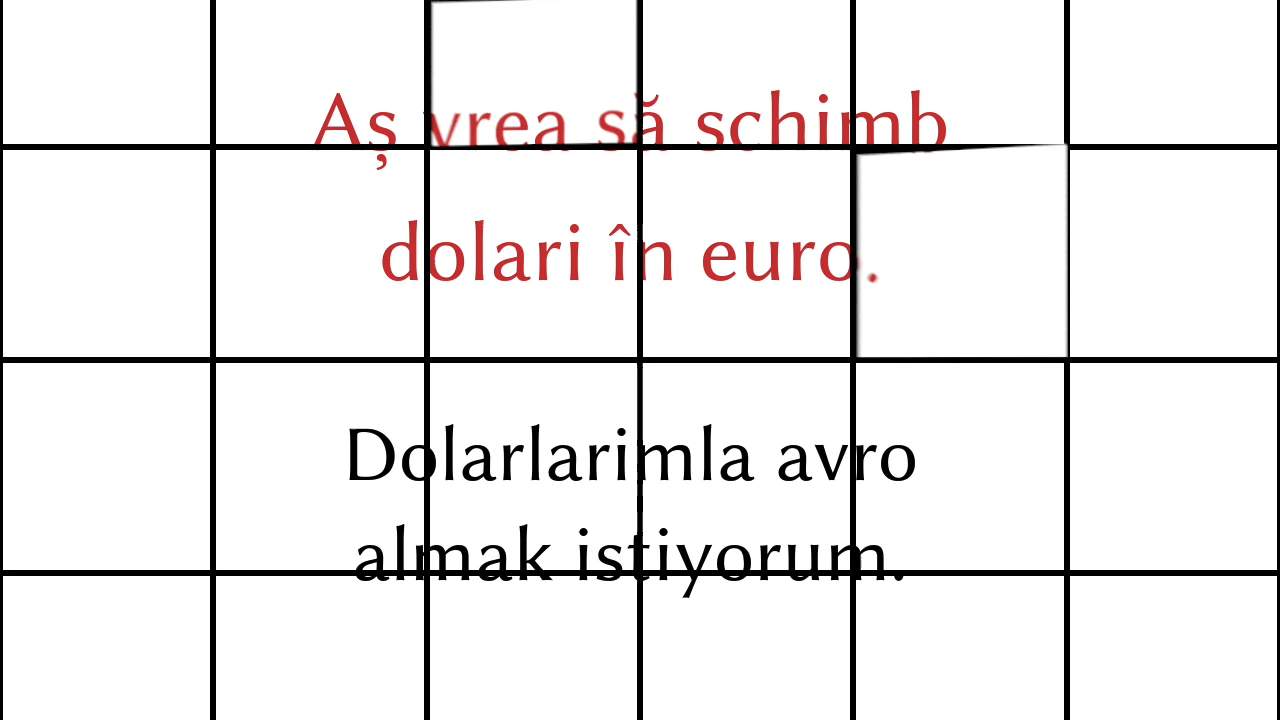 Aș vrea să schimb
dolari în euro.
Dolarlarimla avro
almak istiyorum.